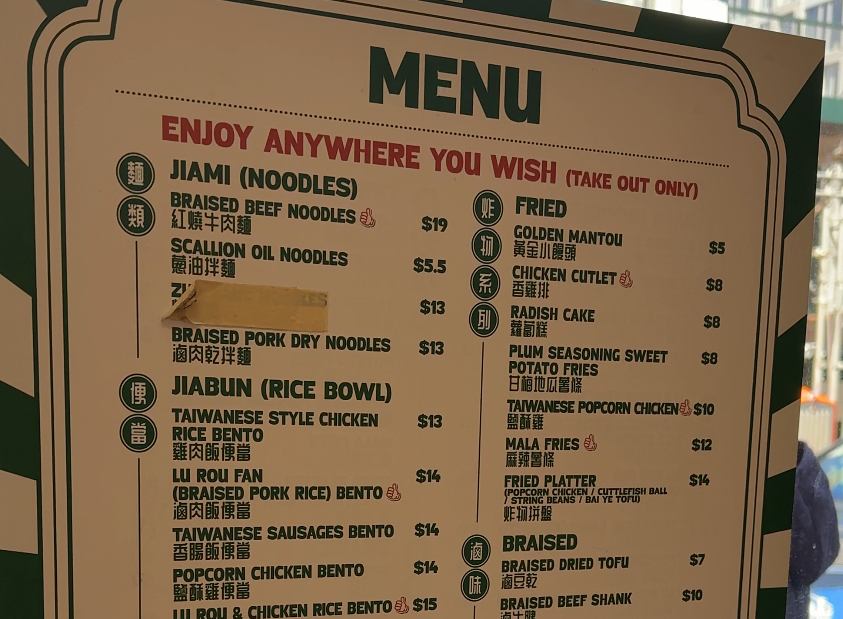 MENU
ENJOY ANYWHERE YOU WISH (TAKE OUT ONLY)
麵
類
JIAMI (NOODLES)
BRAISED BEEF NOODLES $19
紅燒牛肉麵
SCALLION OIL NOODLES $5.5
蔥油拌麵
$13
BRAISED PORK DRY NOODLES $13
滷肉乾拌麵
便
當
JIABUN (RICE BOWL)
TAIWANESE STYLE CHICKEN $13
RICE BENTO
雞肉飯便當
LU ROU FAN $14
(BRAISED PORK RICE) BENTO
滷肉飯便當
TAIWANESE SAUSAGES BENTO $14
香腸飯便當
POPCORN CHICKEN BENTO $14
鹽酥雞便當
LU ROU & CHICKEN RICE BENTO $15
炸
物
系
列
FRIED
GOLDEN MANTOU $5
黃金小饅頭
CHICKEN CUTLET $8
香雞排
RADISH CAKE $8
蘿蔔糕
PLUM SEASONING SWEET $8
POTATO FRIES
甘梅地瓜薯條
TAIWANESE POPCORN CHICKEN $10
鹽酥雞
MALA FRIES $12
麻辣薯條
FRIED PLATTER $14
(POPCORN CHICKEN / CUTTLEFISH BALL
/ STRING BEANS / BAI YE TOFU)
炸物拼盤
滷
味
BRAISED
BRAISED DRIED TOFU $7
滷豆乾
BRAISED BEEF SHANK $10
滷牛腱